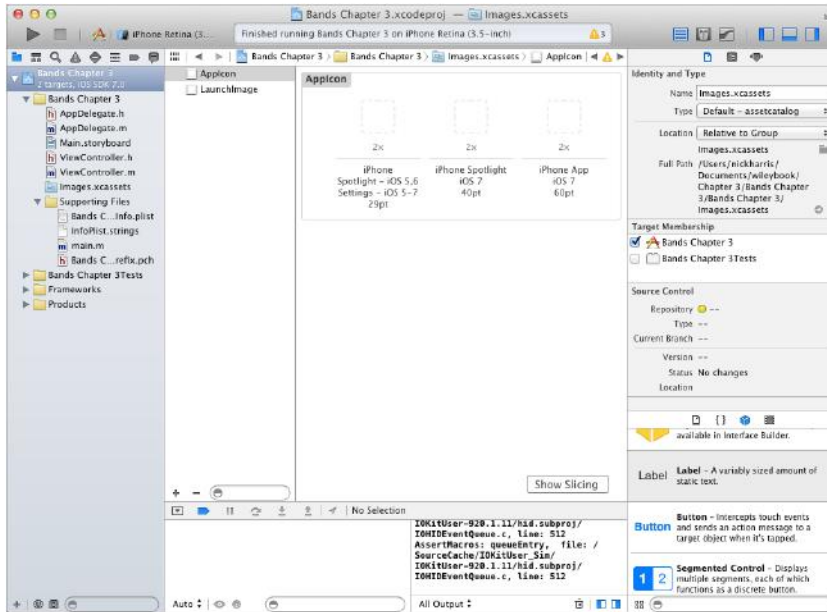 Bands Chapter 3.xcodeproj — Images.xcassets
iPhone Retina (3....
Finished running Bands Chapter 3 on iPhone Retina (3.5-inch)
3
Bands Chapter 3
Bands Chapter 3
Images.xcassets
AppIcon
Bands Chapter 3
2 targets, iOS SDK 7.0
Bands Chapter 3
AppDelegate.h
AppDelegate.m
Main.storyboard
ViewController.h
ViewController.m
Images.xcassets
Supporting Files
Bands C...Info.plist
InfoPlist.strings
main.m
Bands C...refix.pch
Bands Chapter 3Tests
Frameworks
Products
AppIcon
LaunchImage
AppIcon
2x
iPhone
Spotlight – iOS 5,6
Settings – iOS 5-7
29pt
2x
iPhone Spotlight
iOS 7
40pt
2x
iPhone App
iOS 7
60pt
Show Slicing
No Selection
IOKitUser-920.1.11/hid.subproj/
IOHIDEventQueue.c, line: 512
AssertMacros: queueEntry, file: /
SourceCache/IOKitUser_Sim/
IOKitUser-920.1.11/hid.subproj/
IOHIDEventQueue.c, line: 512
Auto
All Output
Identity and Type
Name Images.xcassets
Type Default – assetcatalog
Location Relative to Group
Images.xcassets
Full Path /Users/nickharris/
Documents/wileybook/
Chapter 3/Bands Chapter
3/Bands Chapter 3/
Images.xcassets
Target Membership
Bands Chapter 3
Bands Chapter 3Tests
Source Control
Repository --
Type --
Current Branch --
Version --
Status No changes
Location
available in Interface Builder.
Label
Label – A variably sized amount of
static text.
Button
Button – Intercepts touch events
and sends an action message to a
target object when it's tapped.
1 2
Segmented Control – Displays
multiple segments, each of which
functions as a discrete button.